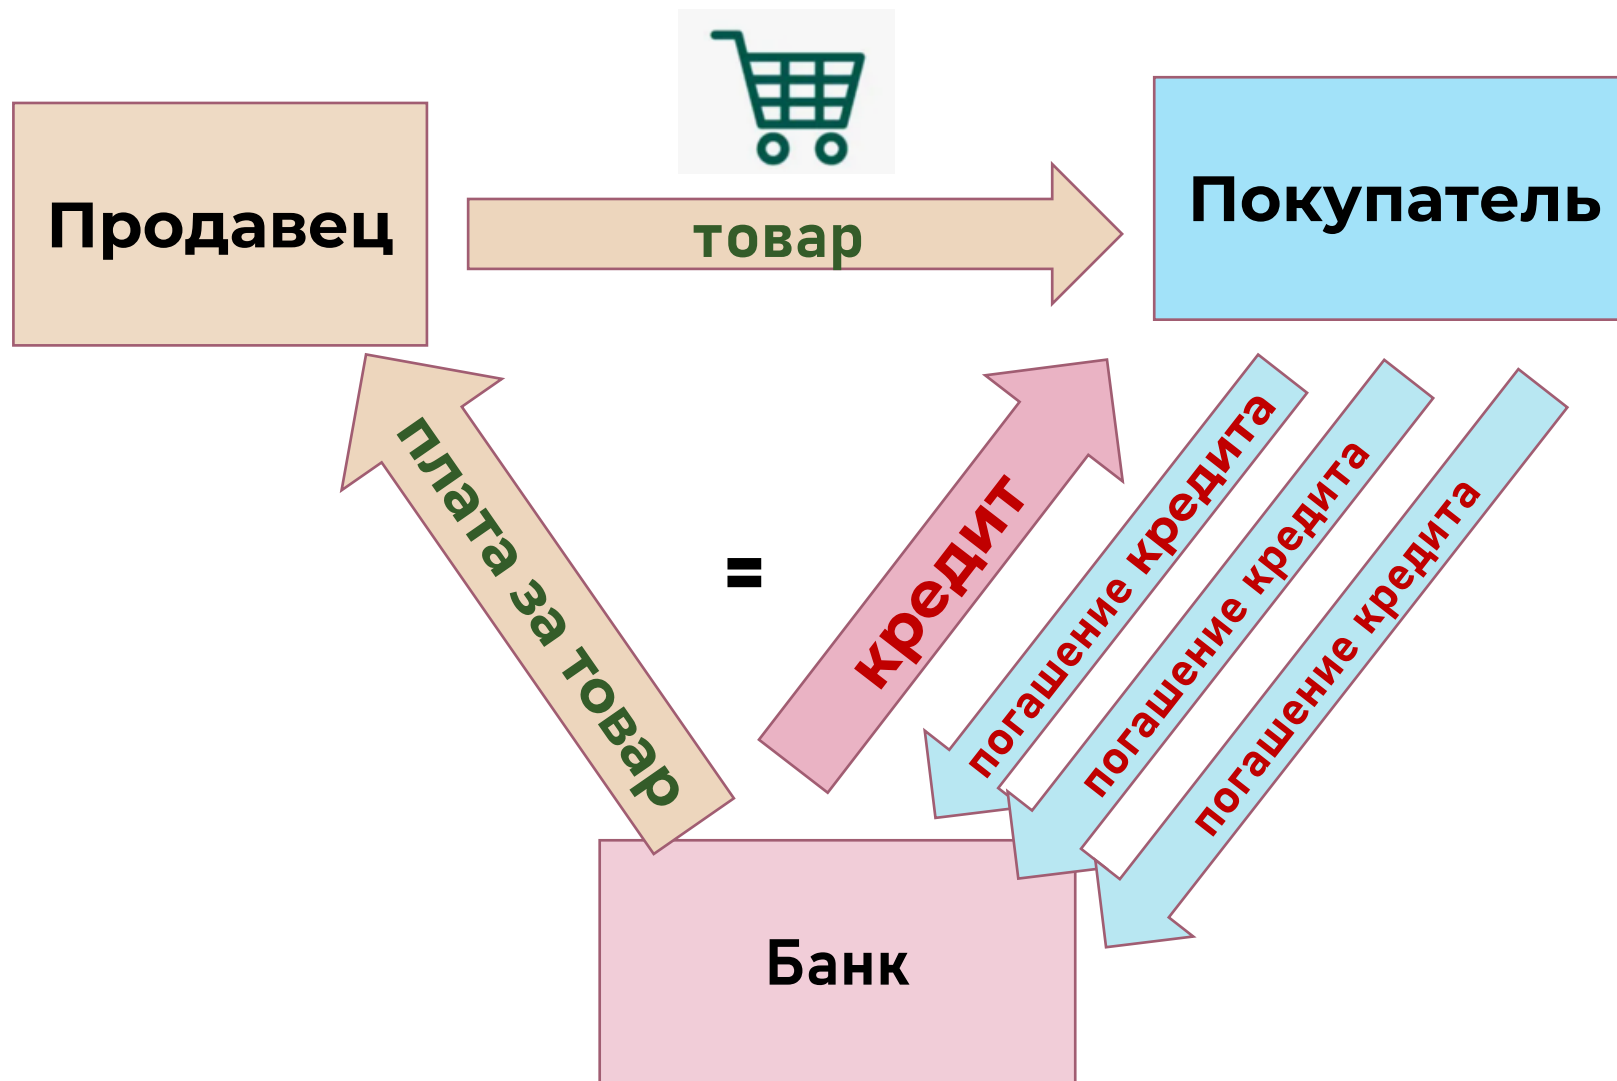 Продавец
товар
Покупатель
плата за товар
=
кредит
погашение кредита
погашение кредита
погашение кредита
Банк